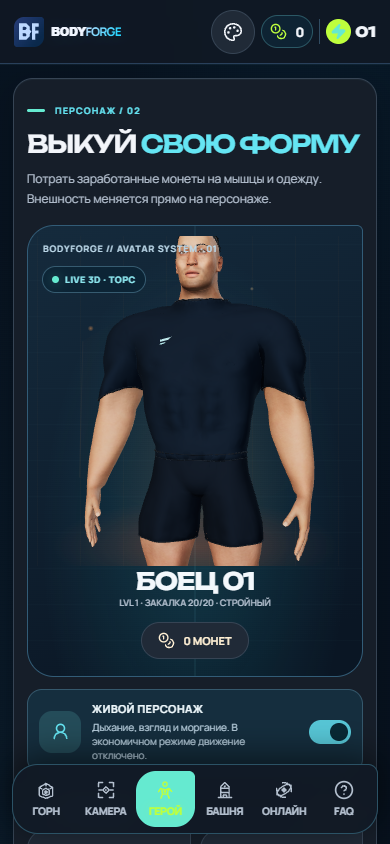 BF BODYFORGE
0
01
ПЕРСОНАЖ / 02
ВЫКУЙ СВОЮ ФОРМУ
Потрать заработанные монеты на мышцы и одежду.
Внешность меняется прямо на персонаже.
BODYFORGE // AVATAR SYSTEM 01
LIVE 3D · ТОРС
БОЕЦ 01
LVL 1 · ЗАКАЛКА 20/20 · СТРОЙНЫЙ
0 МОНЕТ
ЖИВОЙ ПЕРСОНАЖ
Дыхание, взгляд и моргание. В
экономичном режиме движение
отключено.
ГОРН
КАМЕРА
ГЕРОЙ
БАШНЯ
ОНЛАЙН
FAQ